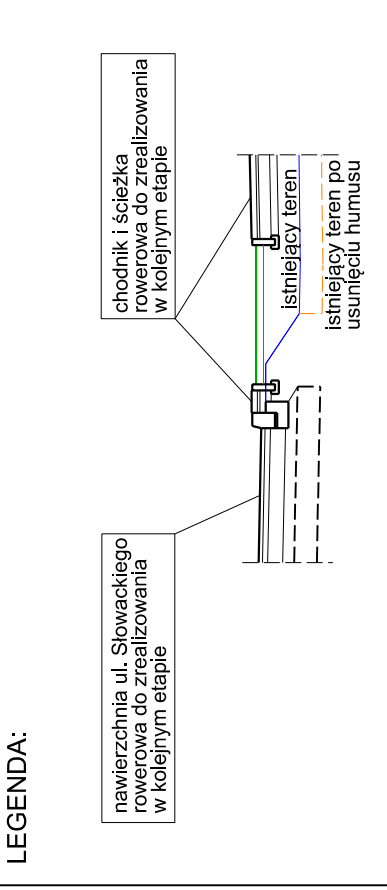 LEGENDA:
nawierzchnia ul. Słowackiego
rowerowa do zrealizowania
w kolejnym etapie
chodnik i ścieżka
rowerowa do zrealizowania
w kolejnym etapie
istniejący teren
istniejący teren po
usunięciu humusu